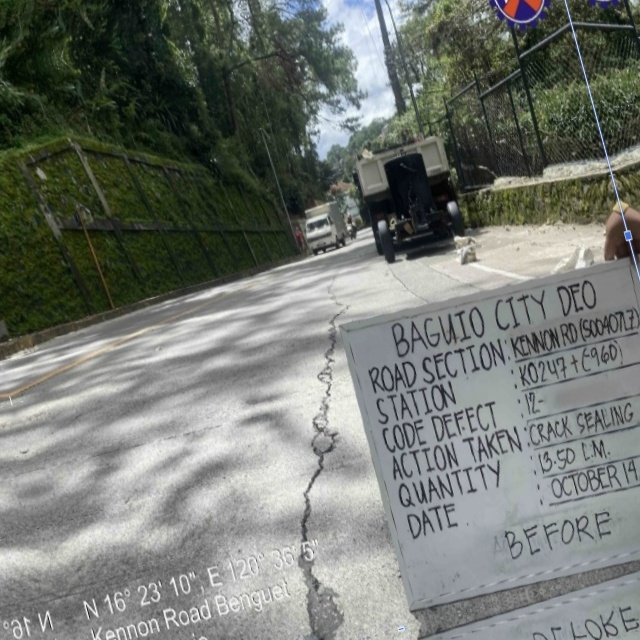 BAGUIO CITY DEO
ROAD SECTION : KENNON RD (S00407LZ)
STATION : K0247 + (-960)
CODE DEFECT : 12-
ACTION TAKEN : CRACK SEALING
QUANTITY : 13.50 L.M.
DATE : OCTOBER 14
BEFORE
BEFORE
N 16° 23' 10", E 120° 36' 5"
Kennon Road Benguet